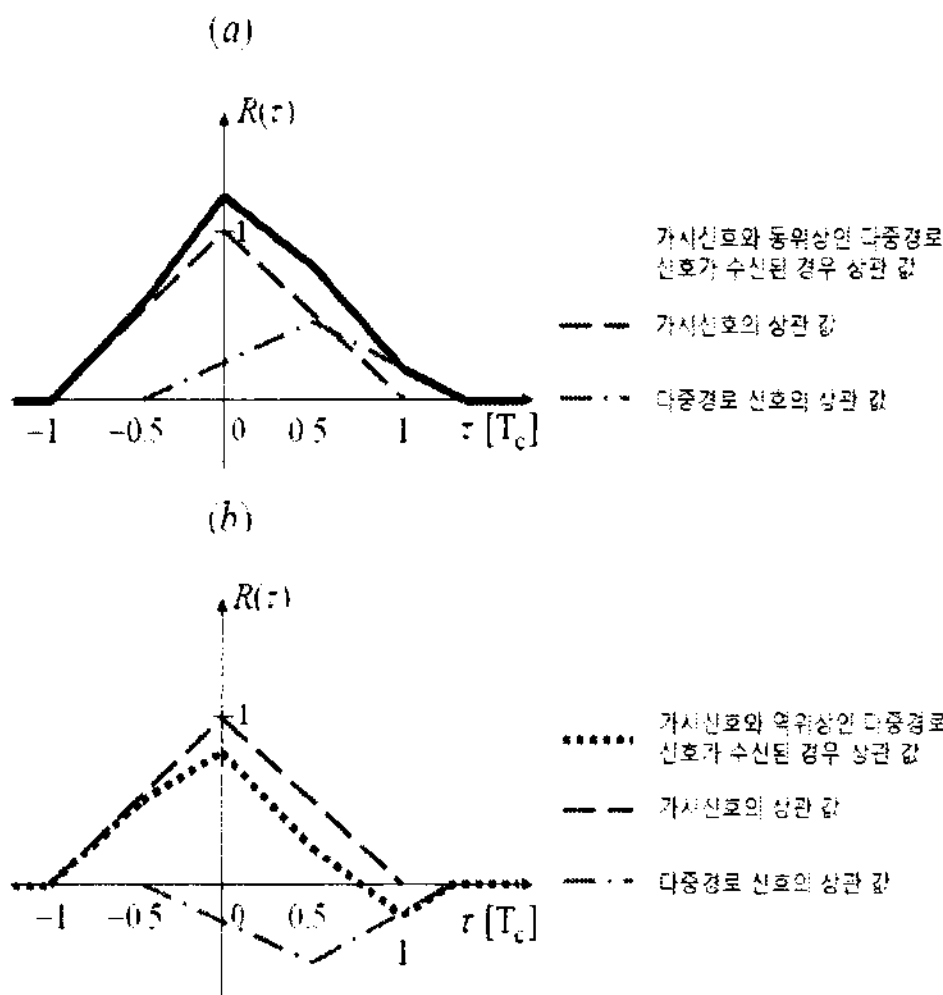 (a)
R(τ)
1
가시신호와 동위상인 다중경로
신호가 수신된 경우 상관 값
가시신호의 상관 값
다중경로 신호의 상관 값
-1 -0.5 0 0.5 1 τ [Tc]
(b)
R(τ)
1
가시신호와 역위상인 다중경로
신호가 수신된 경우 상관 값
가시신호의 상관 값
다중경로 신호의 상관 값
-1 -0.5 0 0.5 τ [Tc]
1